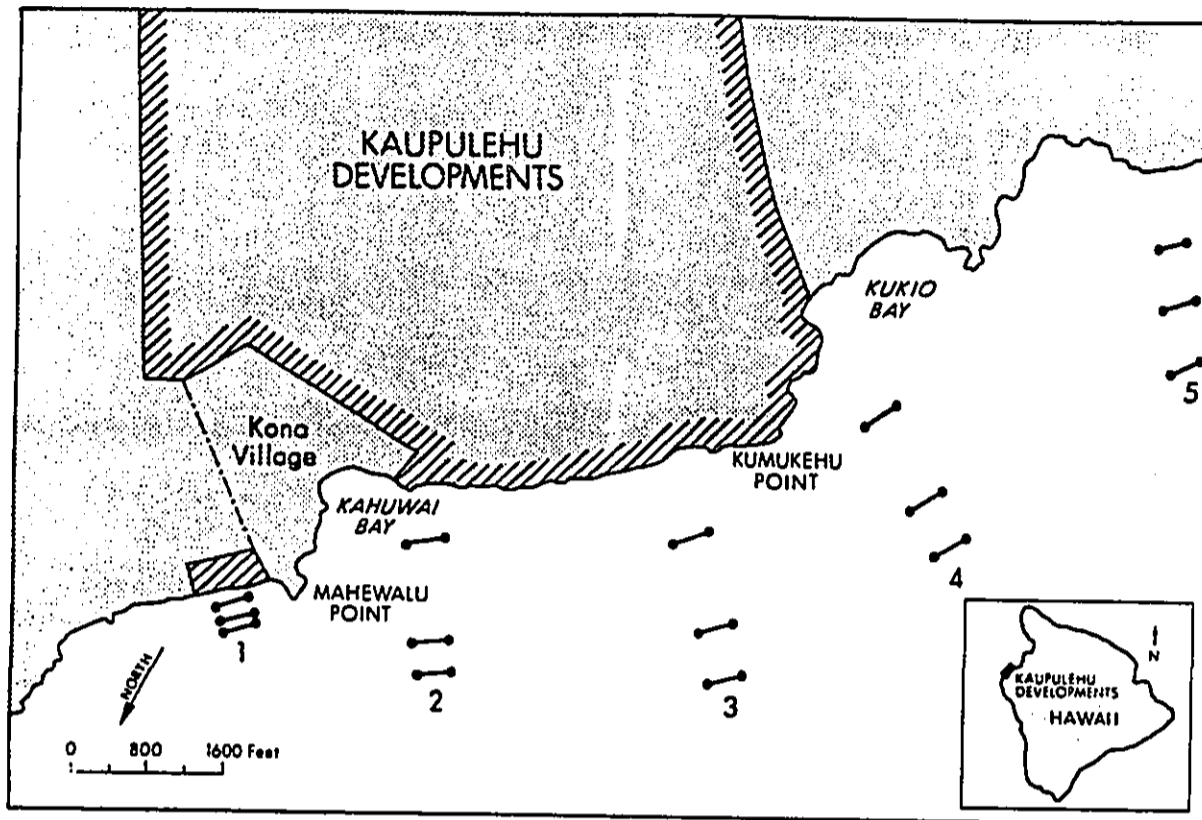 KAUPULEHU
DEVELOPMENTS
KUKIO
BAY
5
Kona
Village
KUMUKEHU
POINT
KAHUWAI
BAY
4
MAHEWALU
POINT
1
2
3
NORTH
0 800 1600 Feet
N
KAUPULEHU
DEVELOPMENTS
HAWAII